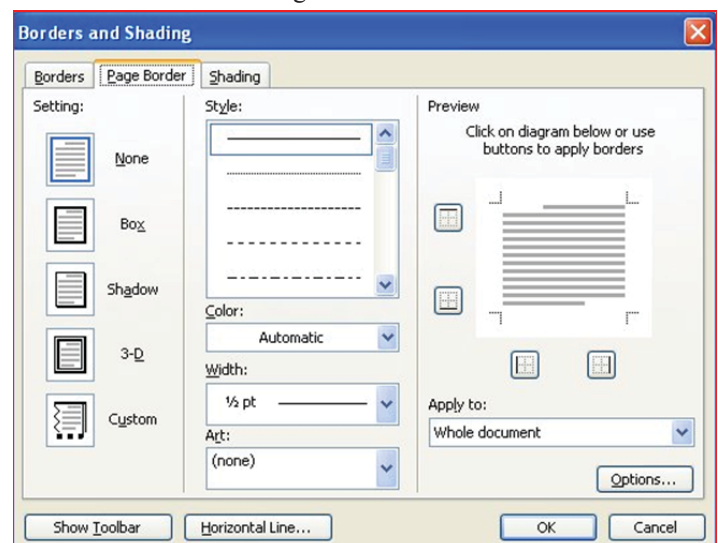 Borders and Shading
Borders Page Border Shading
Setting:
None
Box
Shadow
3-D
Custom
Style:
Color:
Automatic
Width:
½ pt
Art:
(none)
Preview
Click on diagram below or use
buttons to apply borders
Apply to:
Whole document
Options...
Show Toolbar Horizontal Line... OK Cancel